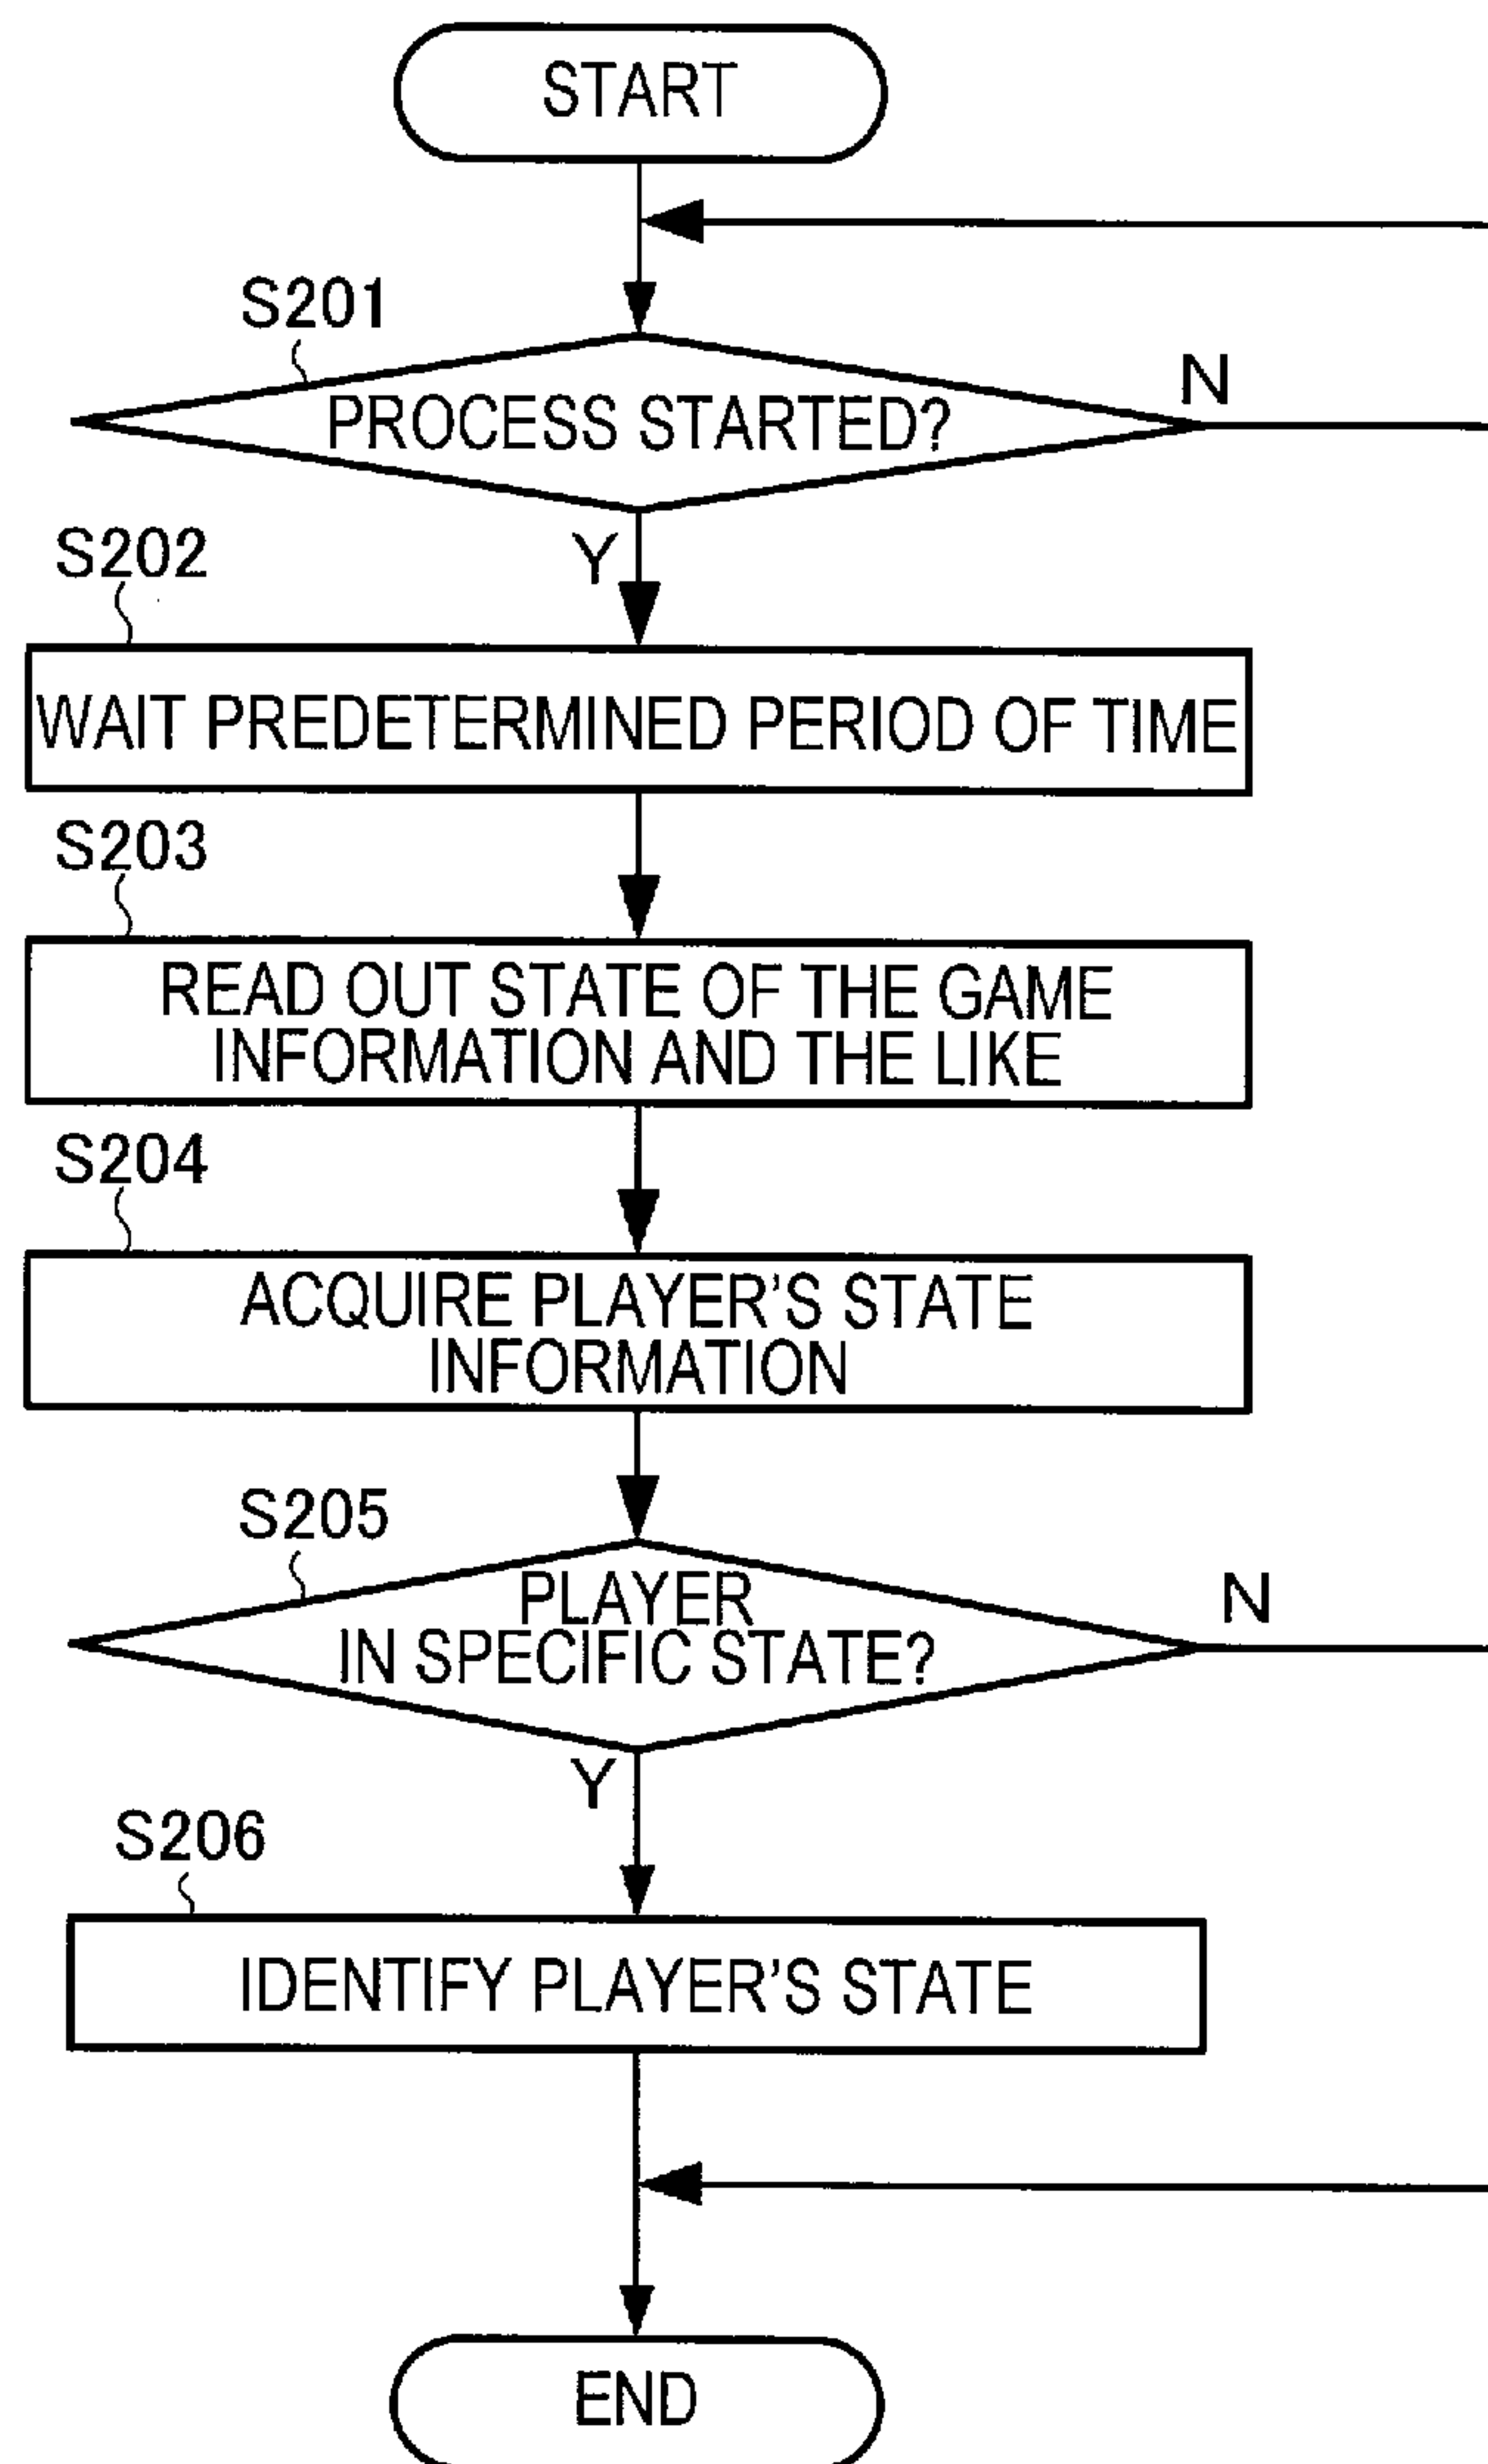 START
S201
PROCESS STARTED?
N
Y
S202
WAIT PREDETERMINED PERIOD OF TIME
S203
READ OUT STATE OF THE GAME
INFORMATION AND THE LIKE
S204
ACQUIRE PLAYER'S STATE
INFORMATION
S205
PLAYER
IN SPECIFIC STATE?
N
Y
S206
IDENTIFY PLAYER'S STATE
END